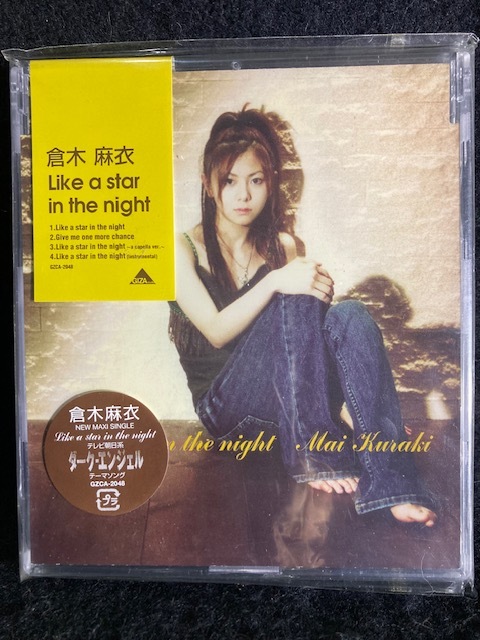 倉木 麻衣
Like a star
in the night
1.Like a star in the night
2.Give me one more chance
3.Like a star in the night ~a capella ver.~
4.Like a star in the night (Instrumental)
GZCA-2048
GIZA
倉木麻衣
NEW MAXI SINGLE
Like a star in the night
テレビ朝日系
ダーク・エンジェル
テーマソング
GZCA-2048
プラ
in the night Mai Kuraki